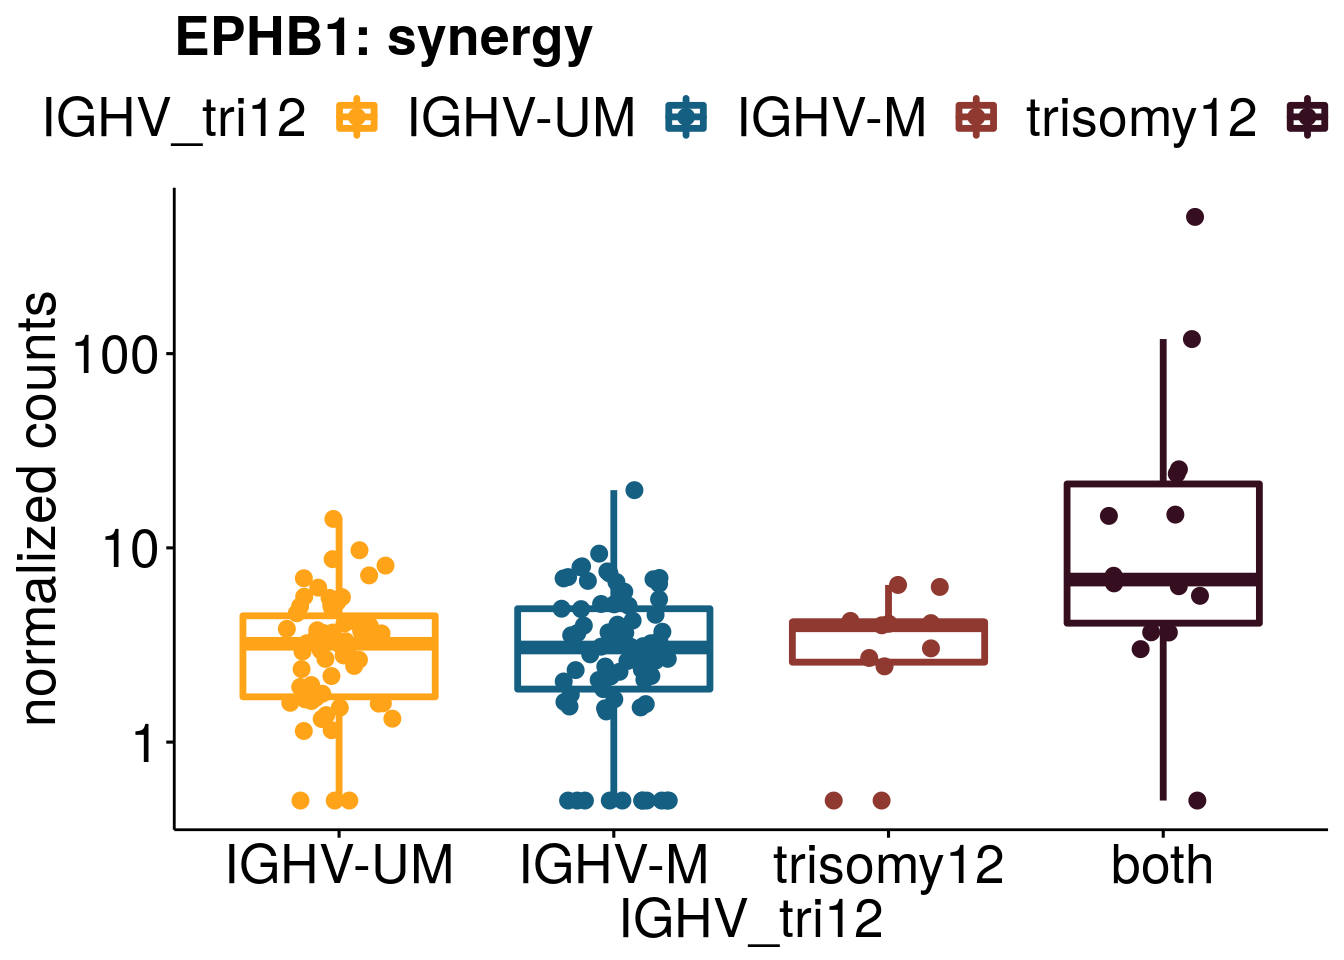 EPHB1: synergy
IGHV_tri12 IGHV-UM IGHV-M trisomy12
normalized counts
100
10
1
IGHV-UM IGHV-M trisomy12 both
IGHV_tri12